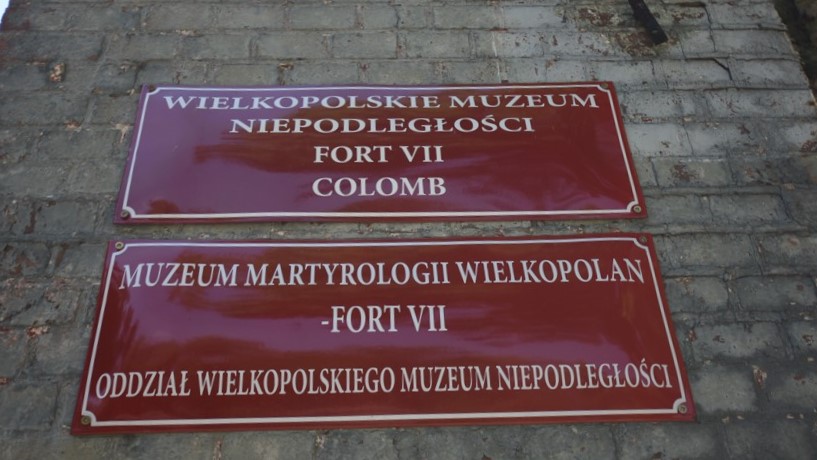 WIELKOPOLSKIE MUZEUM
NIEPODLEGŁOŚCI
FORT VII
COLOMB
MUZEUM MARTYROLOGII WIELKOPOLAN
-FORT VII
ODDZIAŁ WIELKOPOLSKIEGO MUZEUM NIEPODLEGŁOŚCI